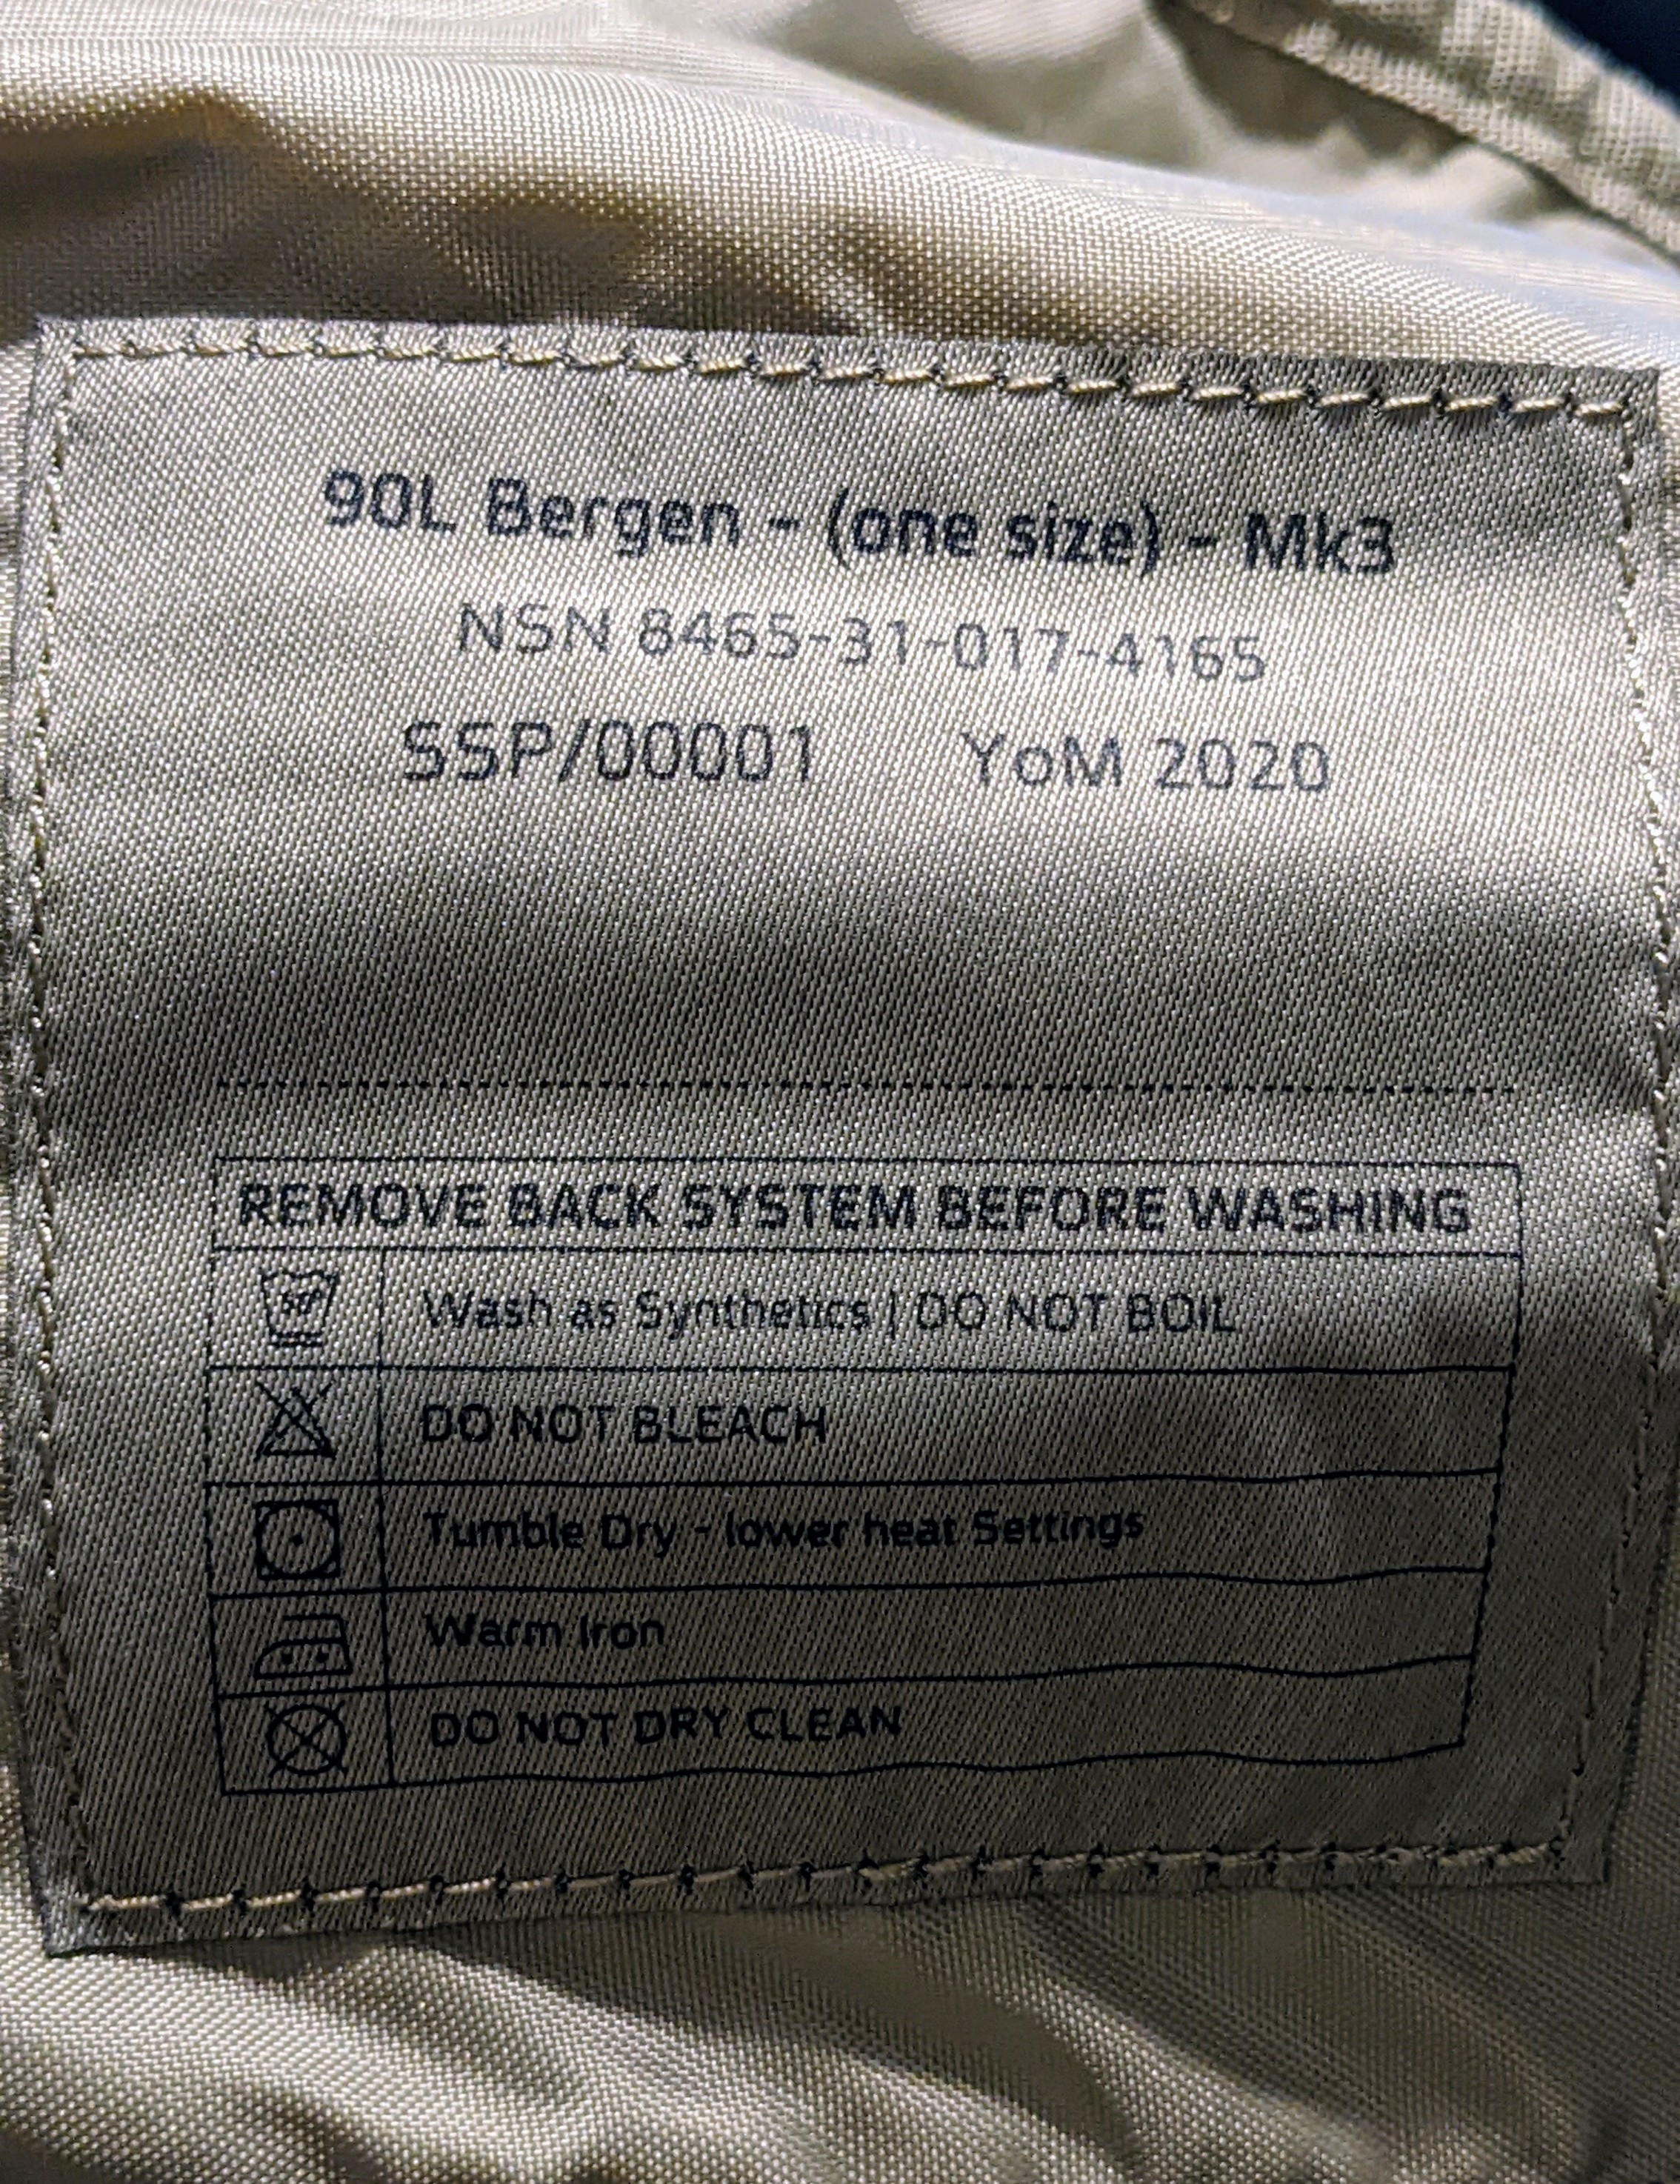 90L Bergen - (one size) - Mk3
NSN 8465-31-017-4165
SSP/00001 YoM 2020
REMOVE BACK SYSTEM BEFORE WASHING
50° Wash as Synthetics | DO NOT BOIL
DO NOT BLEACH
Tumble Dry - lower heat Settings
Warm Iron
DO NOT DRY CLEAN